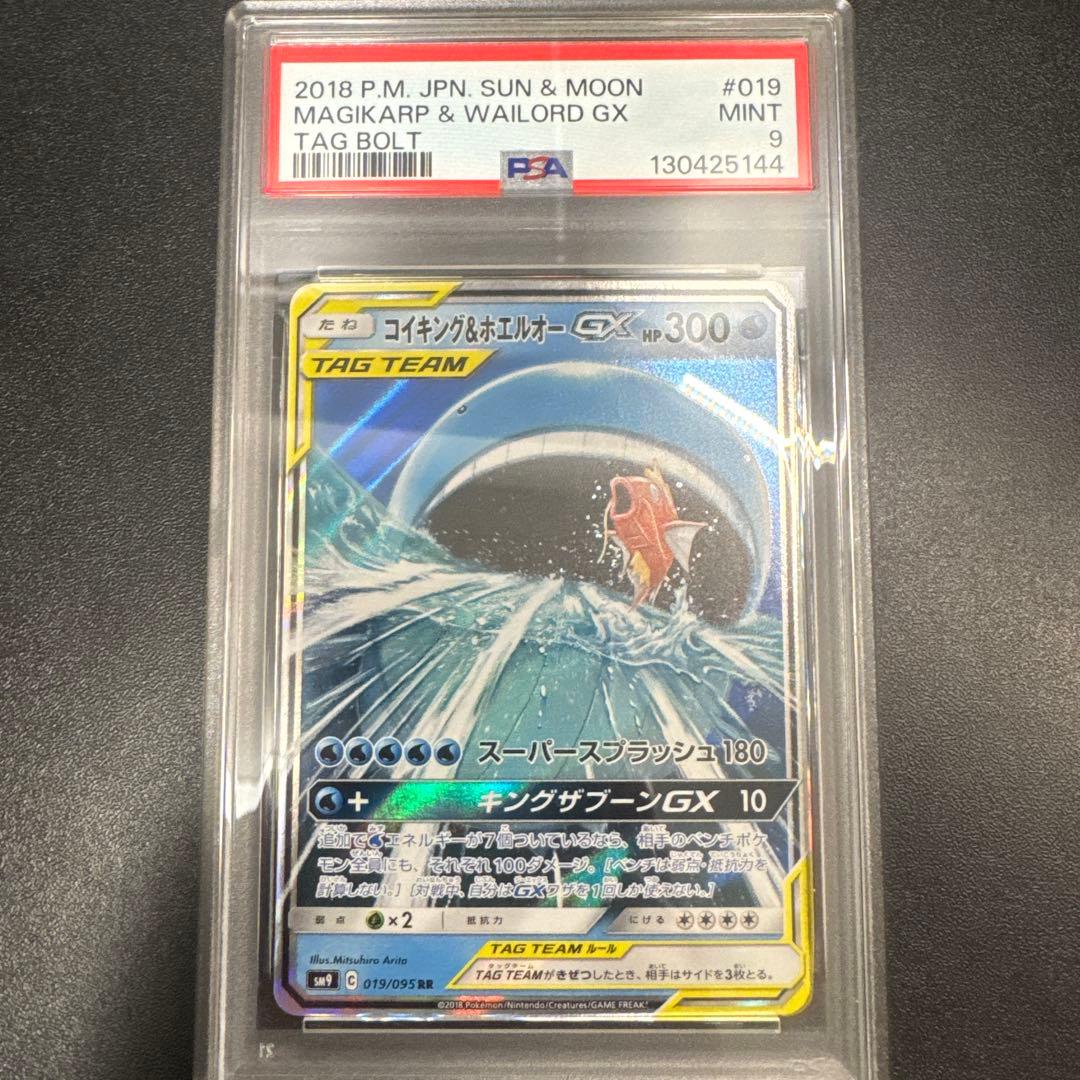 2018 P.M. JPN. SUN & MOON #019
MAGIKARP & WAILORD GX MINT
TAG BOLT 9
PSA 130425144
たね コイキング&ホエルオーGX HP300
TAG TEAM
スーパースプラッシュ 180
+ キングザブーンGX 10
追加でエネルギーが7個ついているなら、相手のベンチポケ
モン全員にも、それぞれ100ダメージ。[ベンチは弱点・抵抗力を
計算しない。][対戦中、自分はGXワザを1回しか使えない。]
弱点 ×2 抵抗力 にげる
Illus.Mitsuhiro Arita
TAG TEAM ルール
TAG TEAMがきぜつしたとき、相手はサイドを3枚とる。
SM9 C 019/095 RR
©2018 Pokémon/Nintendo/Creatures/GAME FREAK.